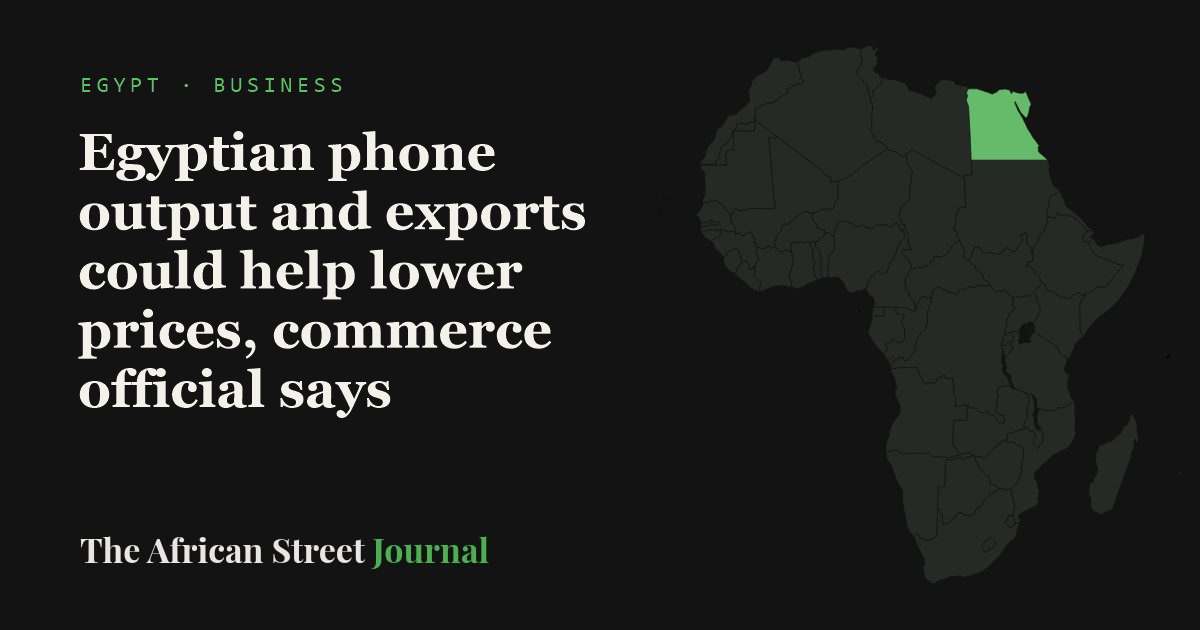 EGYPT · BUSINESS
Egyptian phone
output and exports
could help lower
prices, commerce
official says
The African Street Journal